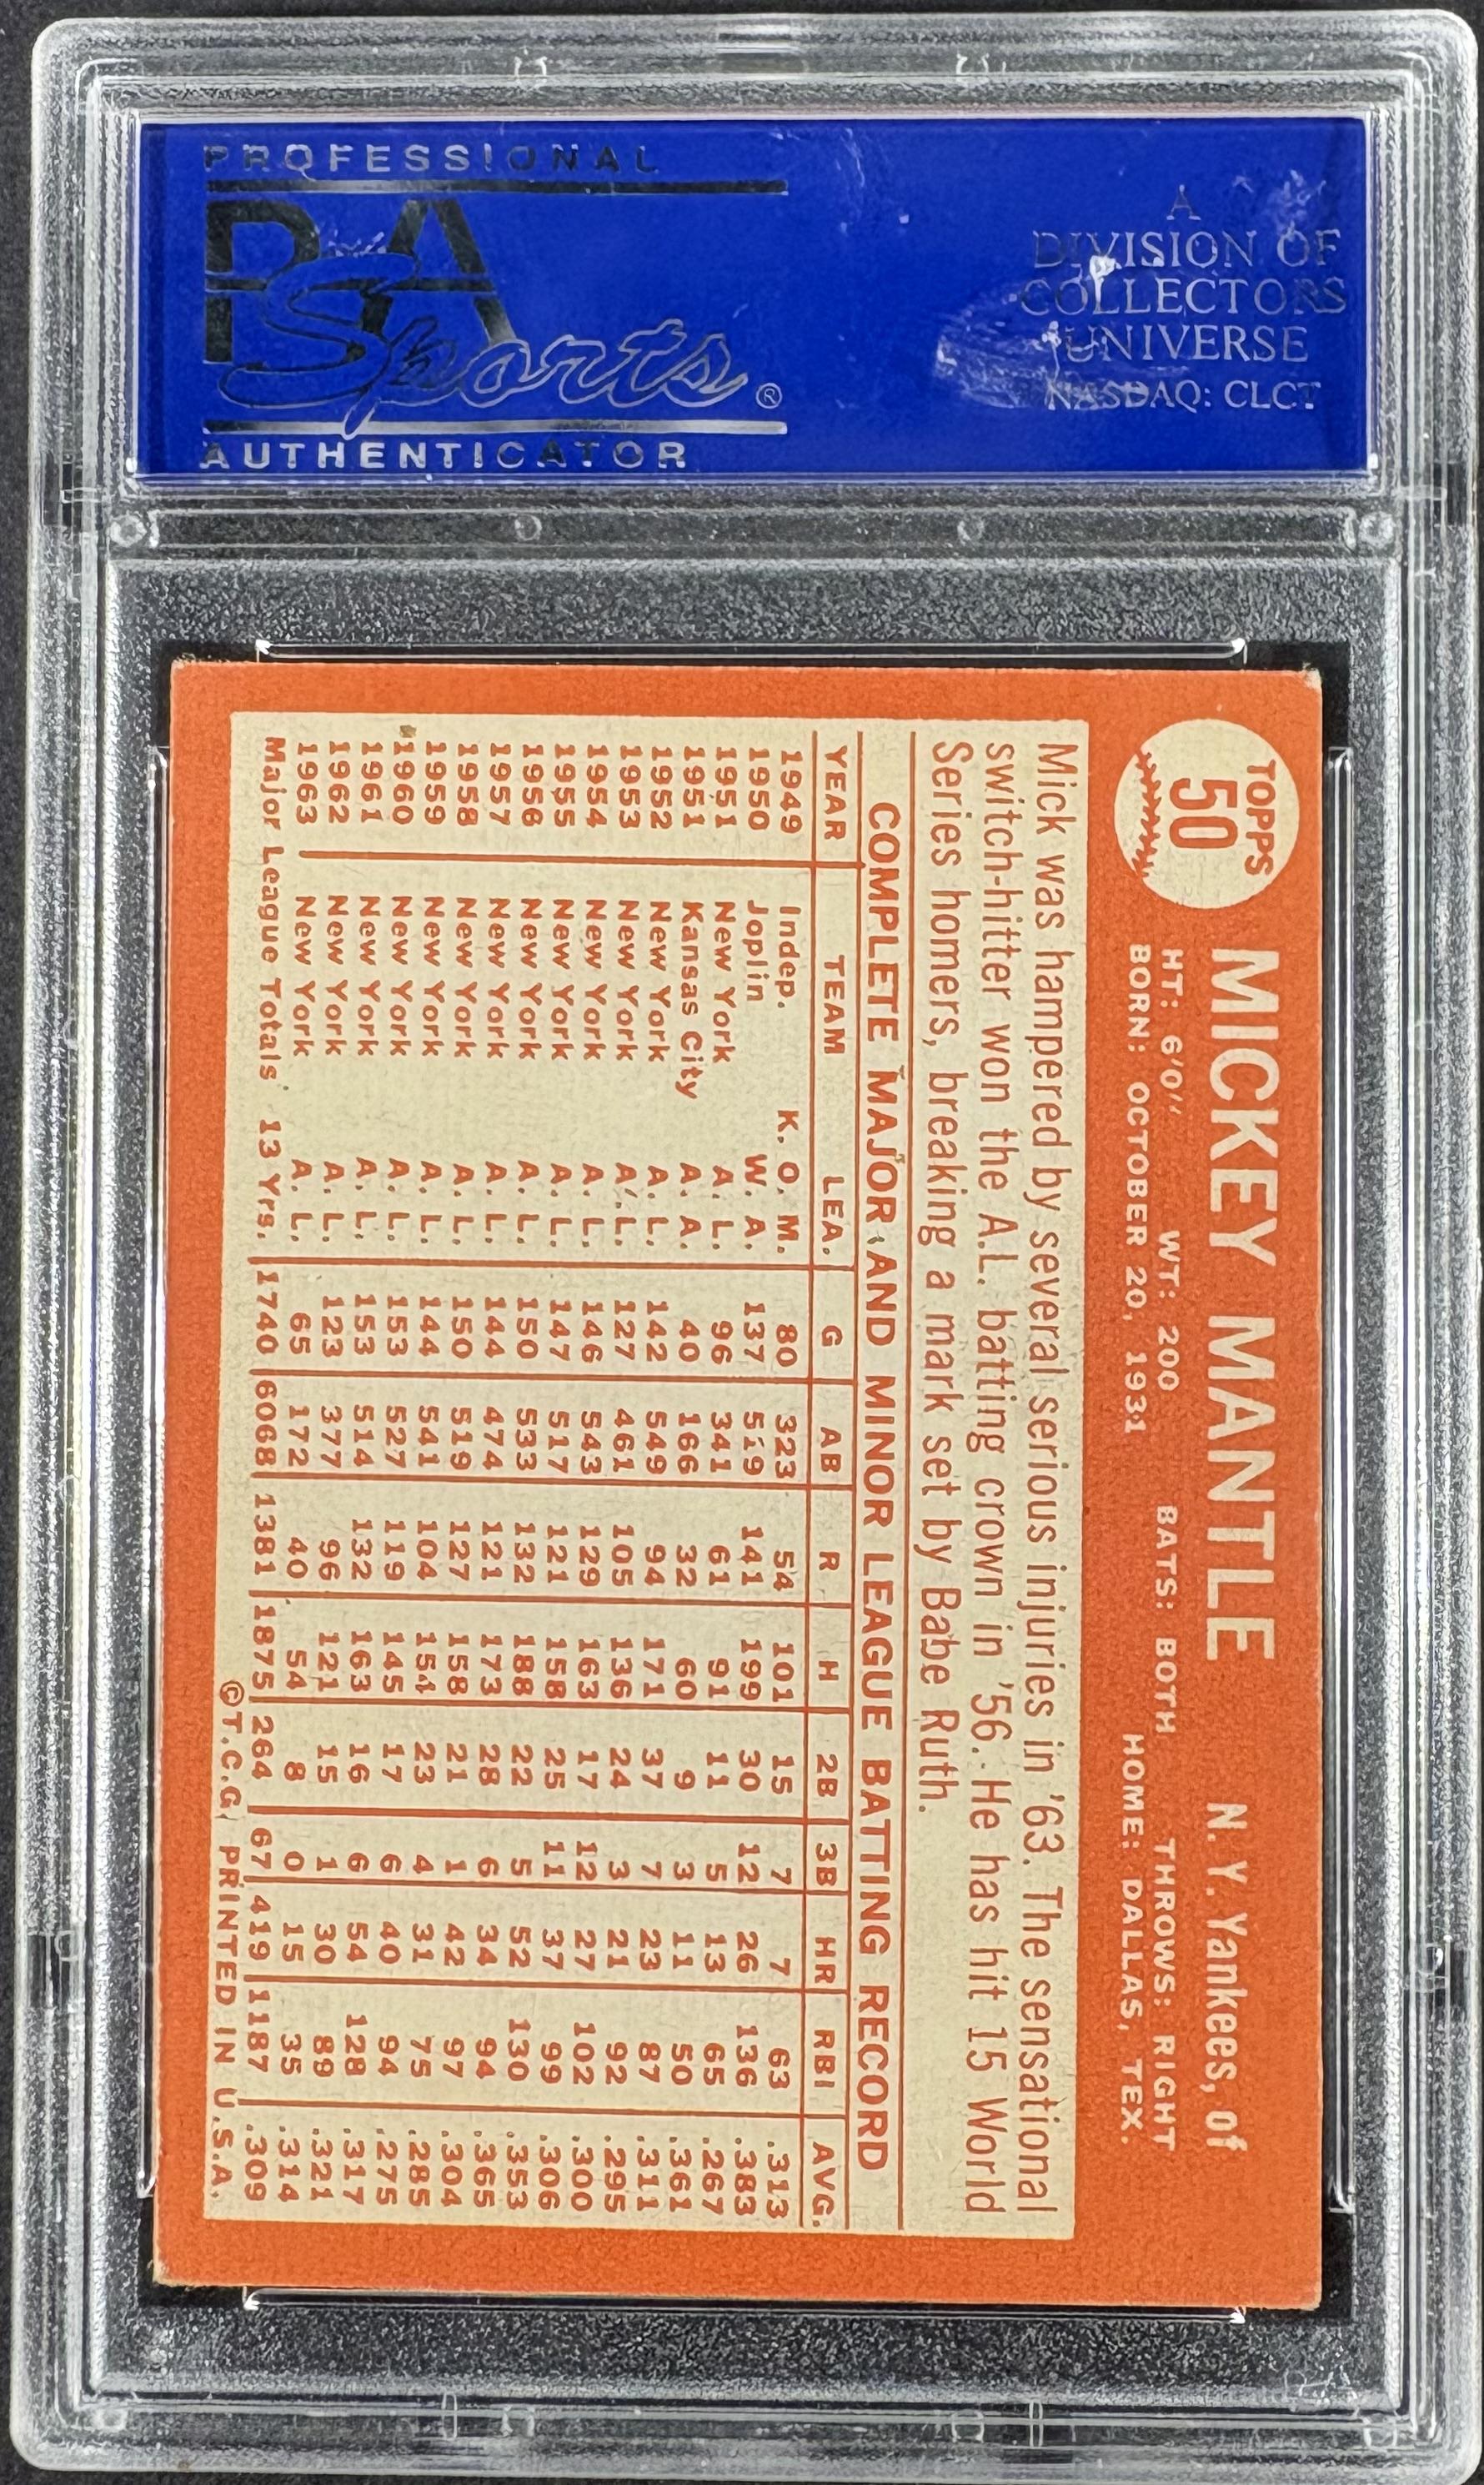 PROFESSIONAL
PSA
Sports®
AUTHENTICATOR
A
DIVISION OF
COLLECTORS
UNIVERSE
NASDAQ: CLCT
TOPPS
50
MICKEY MANTLE N. Y. Yankees, of
HT: 6'0" WT: 200 BATS: BOTH THROWS: RIGHT
BORN: OCTOBER 20, 1931 HOME: DALLAS, TEX.
Mick was hampered by several serious injuries in '63. The sensational
switch-hitter won the A.L. batting crown in '56. He has hit 15 World
Series homers, breaking a mark set by Babe Ruth.
COMPLETE MAJOR AND MINOR LEAGUE BATTING RECORD
YEAR TEAM LEA. G AB R H 2B 3B HR RBI AVG.
1949 Indep. K. O. M. 80 323 54 101 15 7 7 63 .313
1950 Joplin W. A. 137 519 141 199 30 12 26 136 .383
1951 New York A. L. 96 341 61 91 11 5 13 65 .267
1951 Kansas City A. A. 40 166 32 60 9 3 11 50 .361
1952 New York A. L. 142 549 94 171 37 7 23 87 .311
1953 New York A. L. 127 461 105 136 24 3 21 92 .295
1954 New York A. L. 146 543 129 163 17 12 27 102 .300
1955 New York A. L. 147 517 121 158 25 11 37 99 .306
1956 New York A. L. 150 533 132 188 22 5 52 130 .353
1957 New York A. L. 144 474 121 173 28 6 34 94 .365
1958 New York A. L. 150 519 127 158 21 1 42 97 .304
1959 New York A. L. 144 541 104 154 23 4 31 75 .285
1960 New York A. L. 153 527 119 145 17 6 40 94 .275
1961 New York A. L. 153 514 132 163 16 6 54 128 .317
1962 New York A. L. 123 377 96 121 15 1 30 89 .321
1963 New York A. L. 65 172 40 54 8 0 15 35 .314
Major League Totals 13 Yrs. 1740 6068 1381 1875 264 67 419 1187 .309
©T.C.G. PRINTED IN U.S.A.